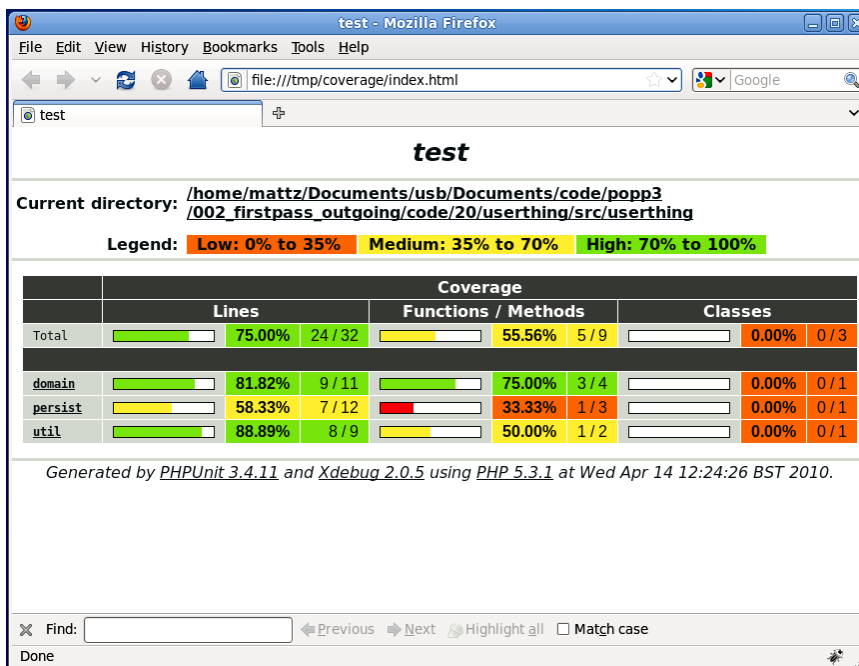 test - Mozilla Firefox
File Edit View History Bookmarks Tools Help
file:///tmp/coverage/index.html Google
test
test
Current directory: /home/mattz/Documents/usb/Documents/code/popp3
/002_firstpass_outgoing/code/20/userthing/src/userthing
Legend: Low: 0% to 35% Medium: 35% to 70% High: 70% to 100%
Coverage
Lines Functions / Methods Classes
Total 75.00% 24 / 32 55.56% 5 / 9 0.00% 0 / 3
domain 81.82% 9 / 11 75.00% 3 / 4 0.00% 0 / 1
persist 58.33% 7 / 12 33.33% 1 / 3 0.00% 0 / 1
util 88.89% 8 / 9 50.00% 1 / 2 0.00% 0 / 1
Generated by PHPUnit 3.4.11 and Xdebug 2.0.5 using PHP 5.3.1 at Wed Apr 14 12:24:26 BST 2010.
Find: Previous Next Highlight all Match case
Done